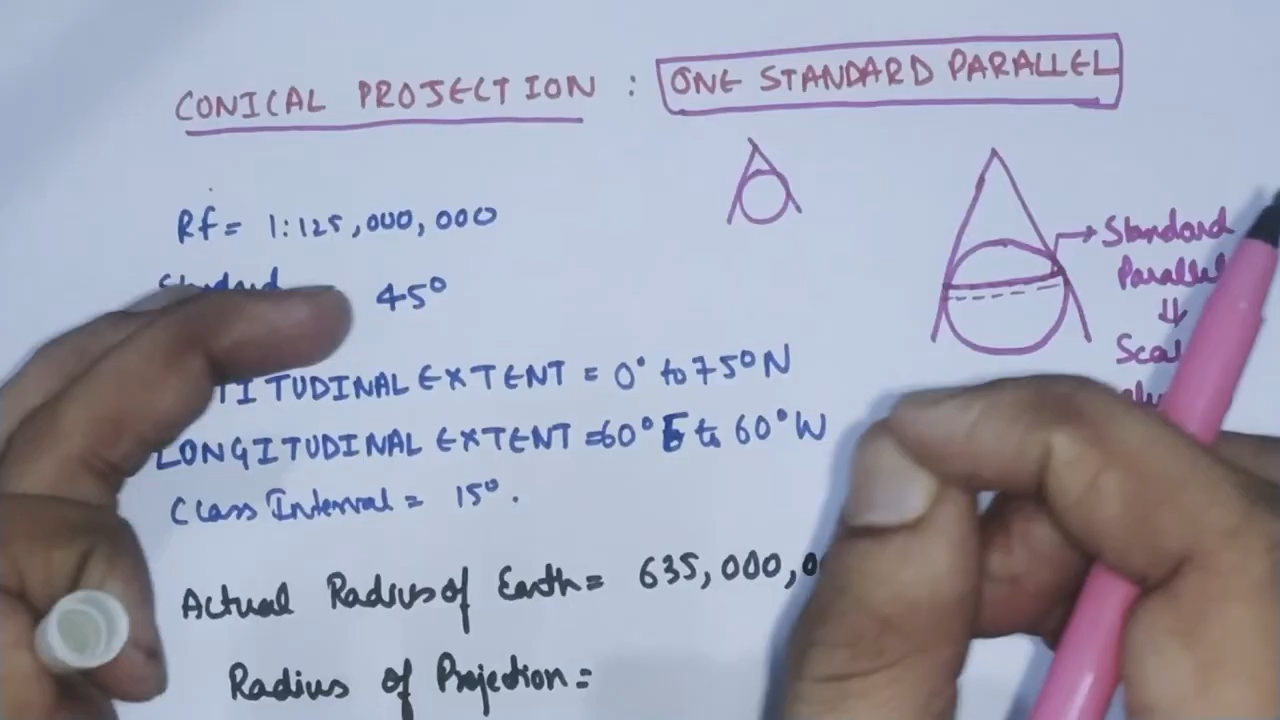 CONICAL PROJECTION : ONE STANDARD PARALLEL
Rf = 1:125,000,000
Standard
Parallel
⇓
45°
EXTENT = 0° to 75°N
LONGITUDINAL EXTENT = 60° E to 60° W
Class Interval = 15°.
Actual Radius of Earth = 635,000,0
Radius of Projection =